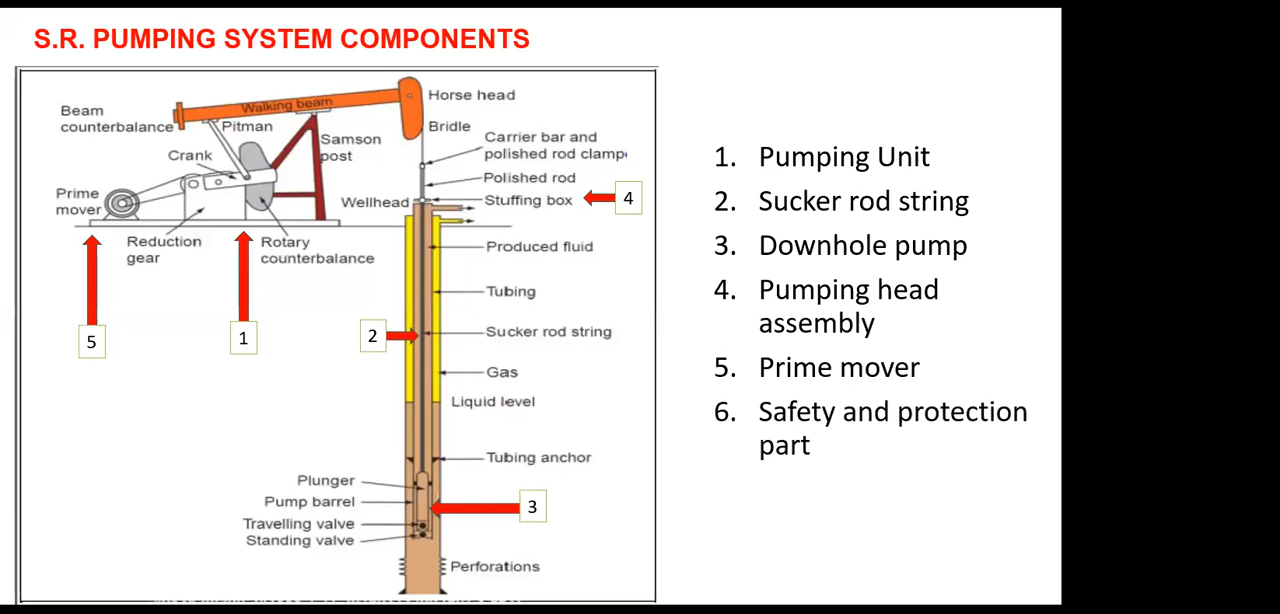 S.R. PUMPING SYSTEM COMPONENTS
Walking beam
Horse head
Beam
counterbalance
Pitman
Bridle
Samson
post
Carrier bar and
polished rod clamp
Crank
Polished rod
Prime
mover
Wellhead
Stuffing box
4
Reduction
gear
Rotary
counterbalance
Produced fluid
Tubing
5
1
2
Sucker rod string
Gas
Liquid level
Tubing anchor
Plunger
Pump barrel
3
Travelling valve
Standing valve
Perforations
1. Pumping Unit
2. Sucker rod string
3. Downhole pump
4. Pumping head
assembly
5. Prime mover
6. Safety and protection
part